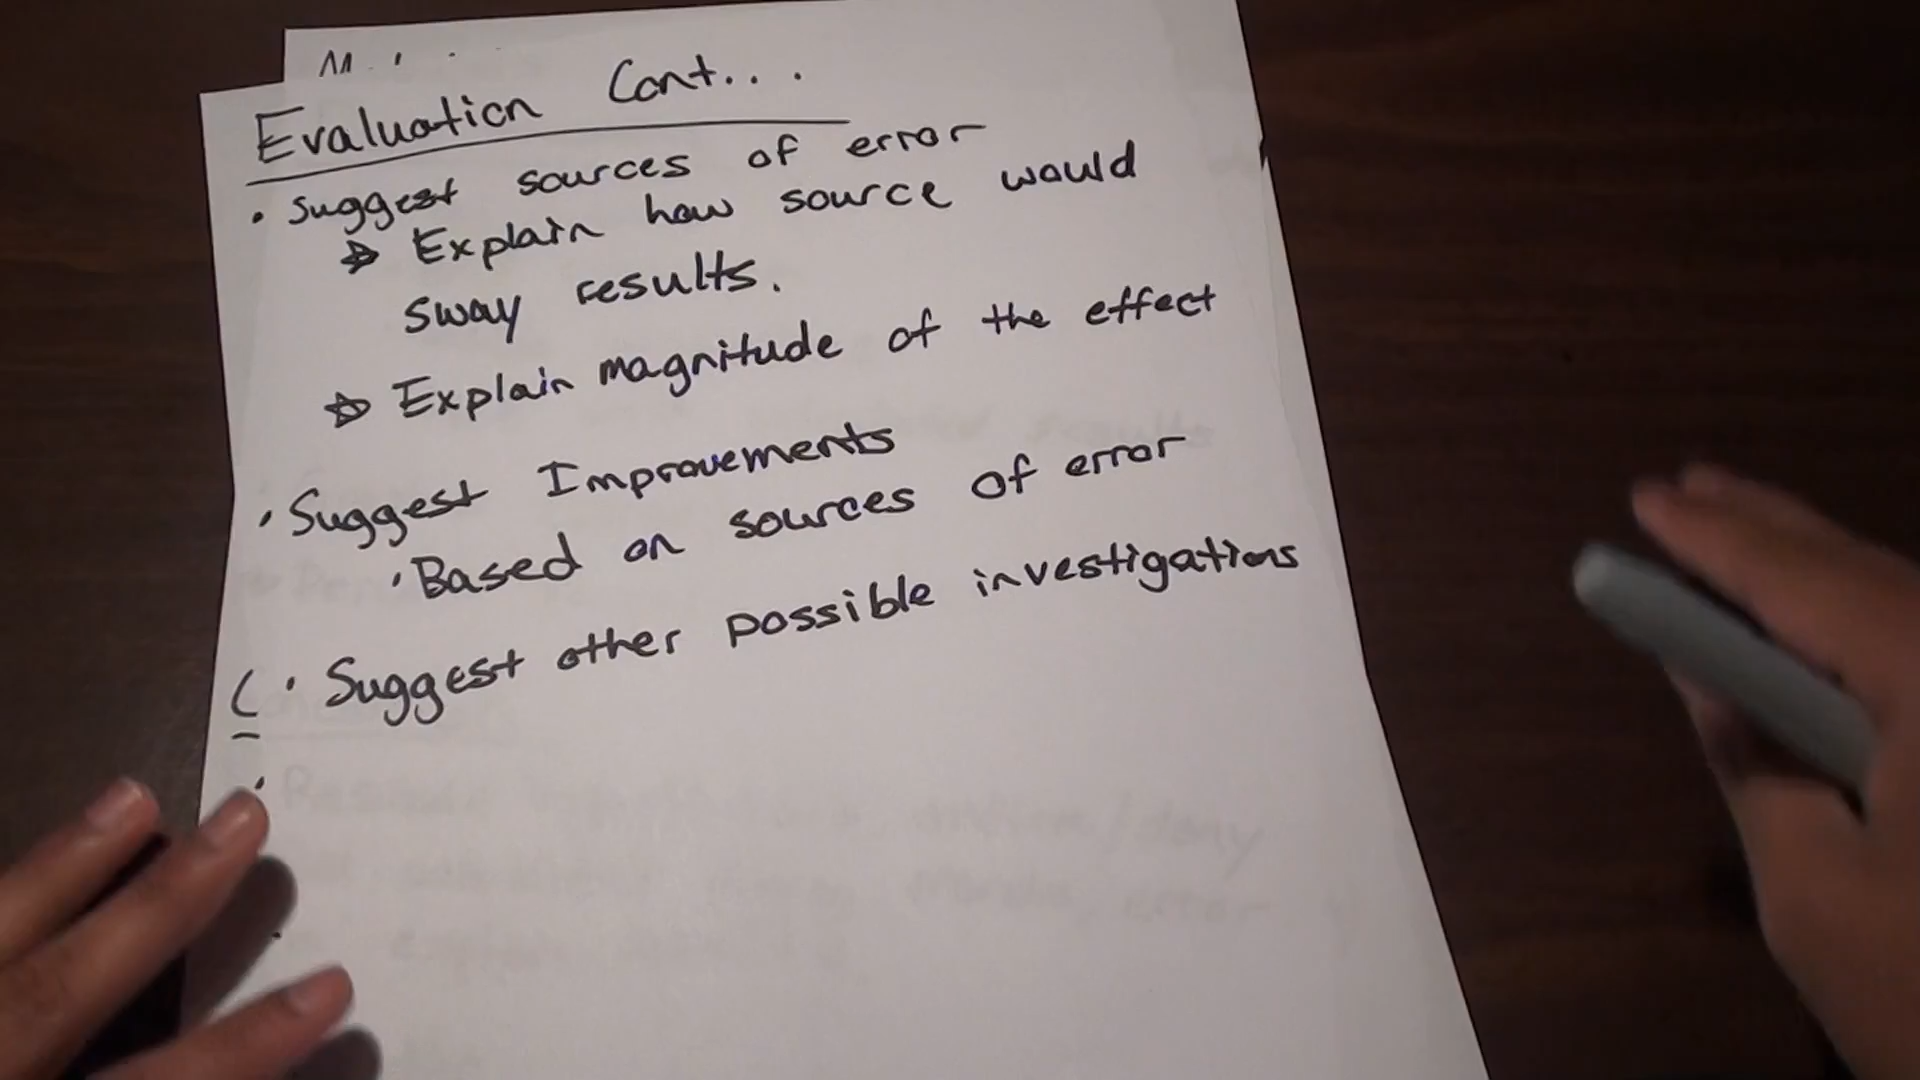 Evaluation Cont...
• Suggest sources of error
→ Explain how source would
sway results.
→ Explain magnitude of the effect
• Suggest Improvements
• Based on sources of error
( • Suggest other possible investigations